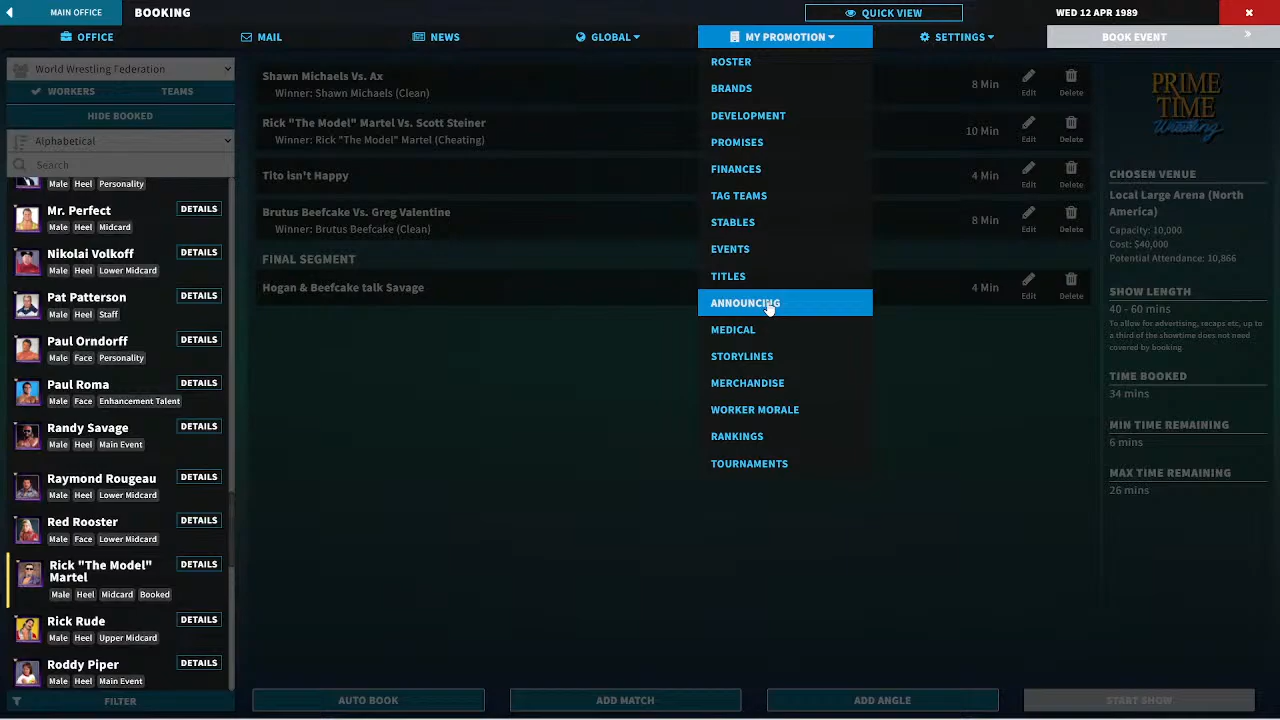 MAIN OFFICE
BOOKING
QUICK VIEW
WED 12 APR 1989
OFFICE
MAIL
NEWS
GLOBAL
MY PROMOTION
SETTINGS
BOOK EVENT
World Wrestling Federation
WORKERS
TEAMS
HIDE BOOKED
Alphabetical
Search
Male Heel Personality
Mr. Perfect
DETAILS
Male Heel Midcard
Nikolai Volkoff
DETAILS
Male Heel Lower Midcard
Pat Patterson
DETAILS
Male Heel Staff
Paul Orndorff
DETAILS
Male Face Personality
Paul Roma
DETAILS
Male Face Enhancement Talent
Randy Savage
DETAILS
Male Heel Main Event
Raymond Rougeau
DETAILS
Male Heel Lower Midcard
Red Rooster
DETAILS
Male Face Lower Midcard
Rick "The Model"
Martel
DETAILS
Male Heel Midcard Booked
Rick Rude
DETAILS
Male Heel Upper Midcard
Roddy Piper
DETAILS
Male Heel Main Event
FILTER
Shawn Michaels Vs. Ax
Winner: Shawn Michaels (Clean)
8 Min
Edit
Delete
Rick "The Model" Martel Vs. Scott Steiner
Winner: Rick "The Model" Martel (Cheating)
10 Min
Edit
Delete
Tito isn't Happy
4 Min
Edit
Delete
Brutus Beefcake Vs. Greg Valentine
Winner: Brutus Beefcake (Clean)
8 Min
Edit
Delete
FINAL SEGMENT
Hogan & Beefcake talk Savage
4 Min
Edit
Delete
ROSTER
BRANDS
DEVELOPMENT
PROMISES
FINANCES
TAG TEAMS
STABLES
EVENTS
TITLES
ANNOUNCING
MEDICAL
STORYLINES
MERCHANDISE
WORKER MORALE
RANKINGS
TOURNAMENTS
PRIME
TIME
Wrestling
CHOSEN VENUE
Local Large Arena (North
America)
Capacity: 10,000
Cost: $40,000
Potential Attendance: 10,866
SHOW LENGTH
40 - 60 mins
To allow for advertising, recaps etc, up to
a third of the showtime does not need
covered by booking.
TIME BOOKED
34 mins
MIN TIME REMAINING
6 mins
MAX TIME REMAINING
26 mins
AUTO BOOK
ADD MATCH
ADD ANGLE
START SHOW